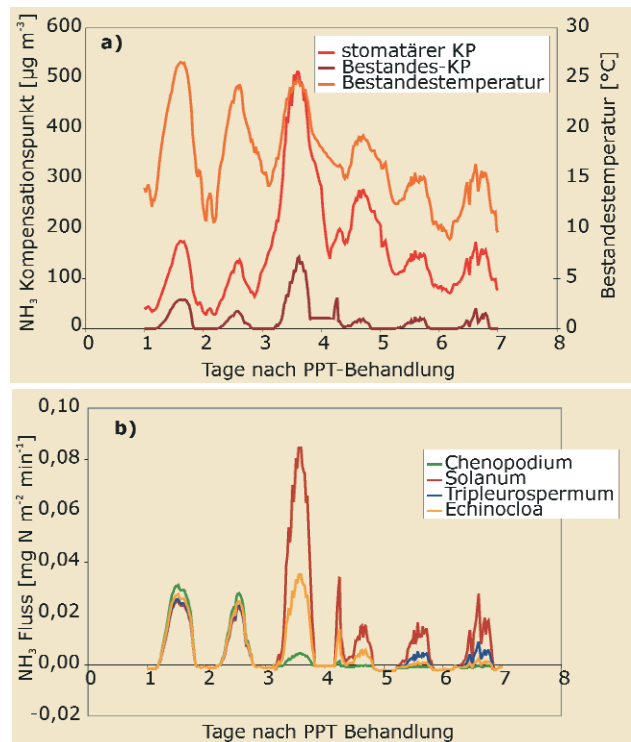 a)
NH₃ Kompensationspunkt [µg m⁻³]
600
500
400
300
200
100
0
stomatärer KP
Bestandes-KP
Bestandestemperatur
30
25
20
15
10
5
0
Bestandestemperatur [°C]
0 1 2 3 4 5 6 7 8
Tage nach PPT-Behandlung
b)
NH₃ Fluss [mg N m⁻² min⁻¹]
0,10
0,08
0,06
0,04
0,02
0,00
-0,02
Chenopodium
Solanum
Tripleurospermum
Echinocloa
0 1 2 3 4 5 6 7 8
Tage nach PPT Behandlung